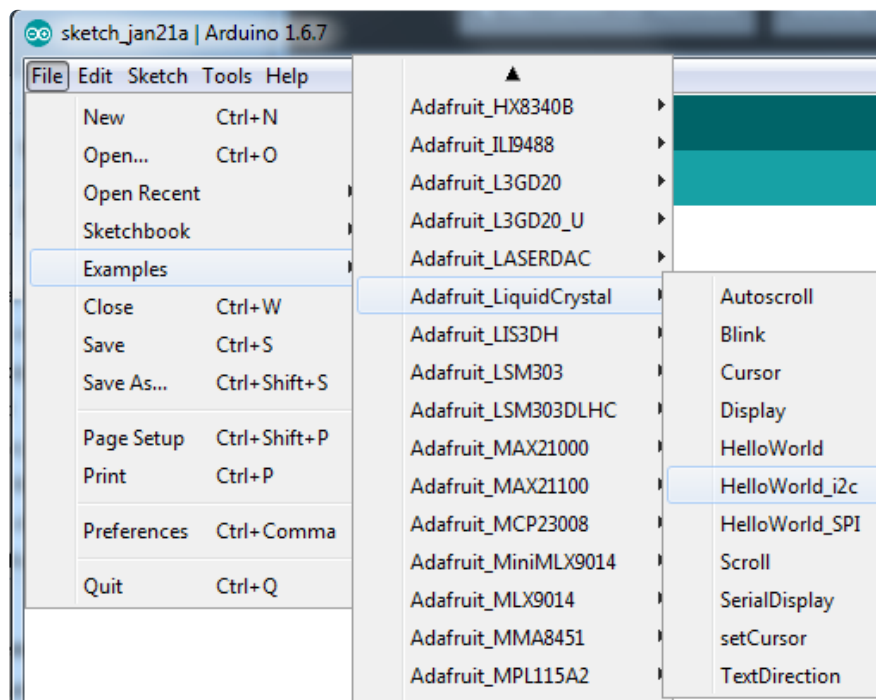 sketch_jan21a | Arduino 1.6.7
File Edit Sketch Tools Help
New Ctrl+N
Open... Ctrl+O
Open Recent
Sketchbook
Examples
Close Ctrl+W
Save Ctrl+S
Save As... Ctrl+Shift+S
Page Setup Ctrl+Shift+P
Print Ctrl+P
Preferences Ctrl+Comma
Quit Ctrl+Q
Adafruit_HX8340B
Adafruit_ILI9488
Adafruit_L3GD20
Adafruit_L3GD20_U
Adafruit_LASERDAC
Adafruit_LiquidCrystal
Adafruit_LIS3DH
Adafruit_LSM303
Adafruit_LSM303DLHC
Adafruit_MAX21000
Adafruit_MAX21100
Adafruit_MCP23008
Adafruit_MiniMLX9014
Adafruit_MLX9014
Adafruit_MMA8451
Adafruit_MPL115A2
Autoscroll
Blink
Cursor
Display
HelloWorld
HelloWorld_i2c
HelloWorld_SPI
Scroll
SerialDisplay
setCursor
TextDirection